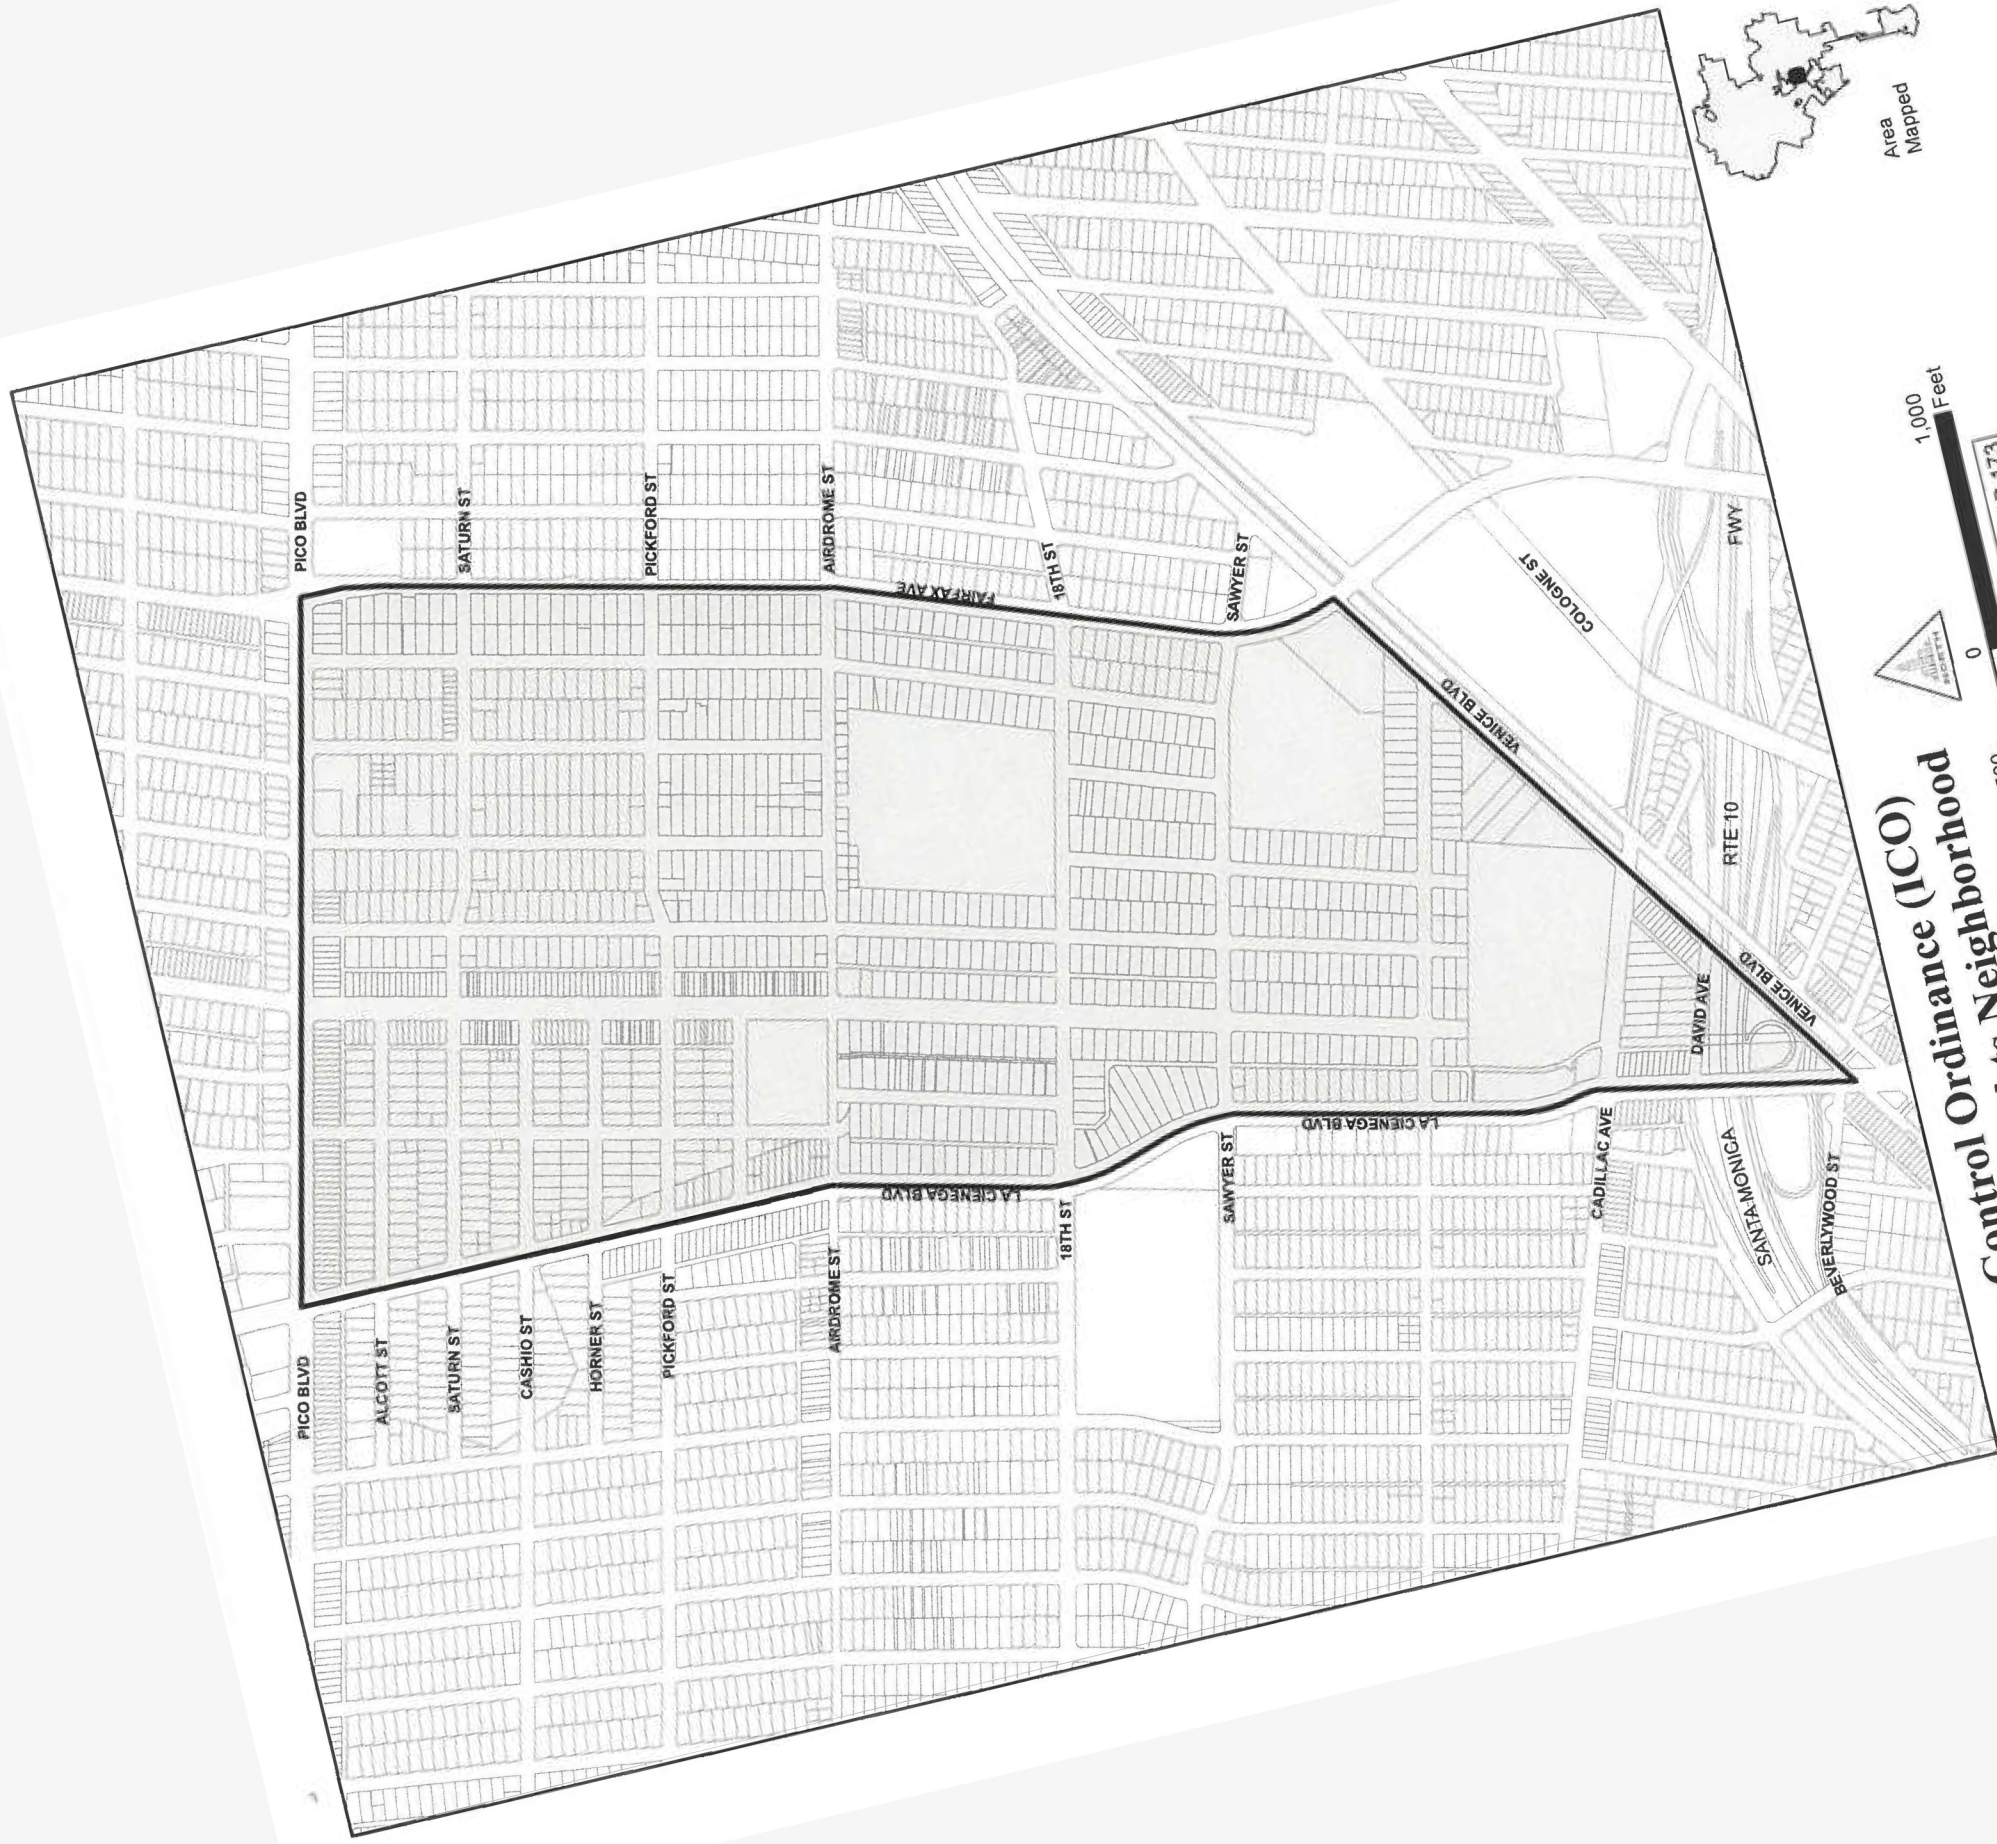 PICO BLVD
SATURN ST
PICKFORD ST
AIRDROME ST
18TH ST
SAWYER ST
FAIRFAX AVE
COLOGNE ST
VENICE BLVD
FWY
RTE 10
DAVID AVE
VENICE BLVD
LA CIENEGA BLVD
LA CIENEGA BLVD
PICO BLVD
ALCOTT ST
SATURN ST
CASHIO ST
HORNER ST
PICKFORD ST
AIRDROME ST
18TH ST
SAWYER ST
CADILLAC AVE
SANTA MONICA
BEVERLYWOOD ST
Area
Mapped
NORTH
0
1,000
Feet
Control Ordinance (ICO)
Neighborhood